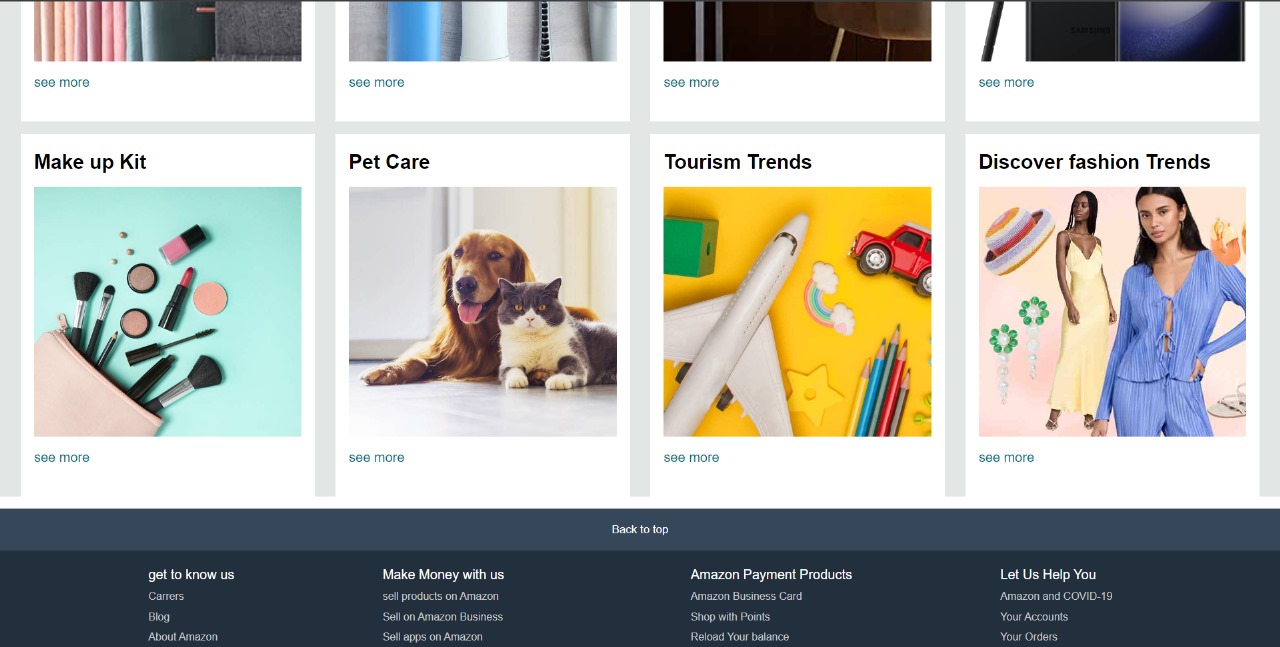 SAMSUNG
see more see more see more see more
Make up Kit Pet Care Tourism Trends Discover fashion Trends
see more see more see more see more
Back to top
get to know us Make Money with us Amazon Payment Products Let Us Help You
Carrers sell products on Amazon Amazon Business Card Amazon and COVID-19
Blog Sell on Amazon Business Shop with Points Your Accounts
About Amazon Sell apps on Amazon Reload Your balance Your Orders